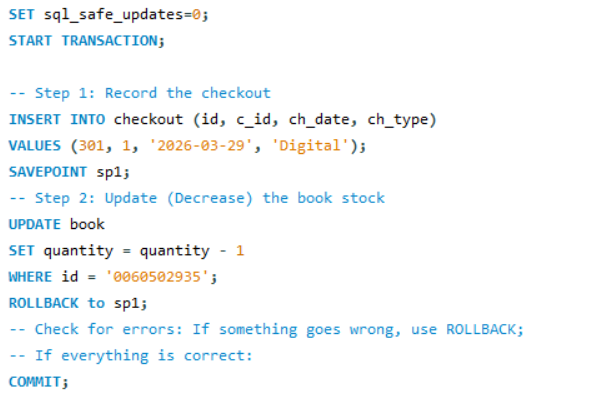 SET sql_safe_updates=0;
START TRANSACTION;
-- Step 1: Record the checkout
INSERT INTO checkout (id, c_id, ch_date, ch_type)
VALUES (301, 1, '2026-03-29', 'Digital');
SAVEPOINT sp1;
-- Step 2: Update (Decrease) the book stock
UPDATE book
SET quantity = quantity - 1
WHERE id = '0060502935';
ROLLBACK to sp1;
-- Check for errors: If something goes wrong, use ROLLBACK;
-- If everything is correct:
COMMIT;